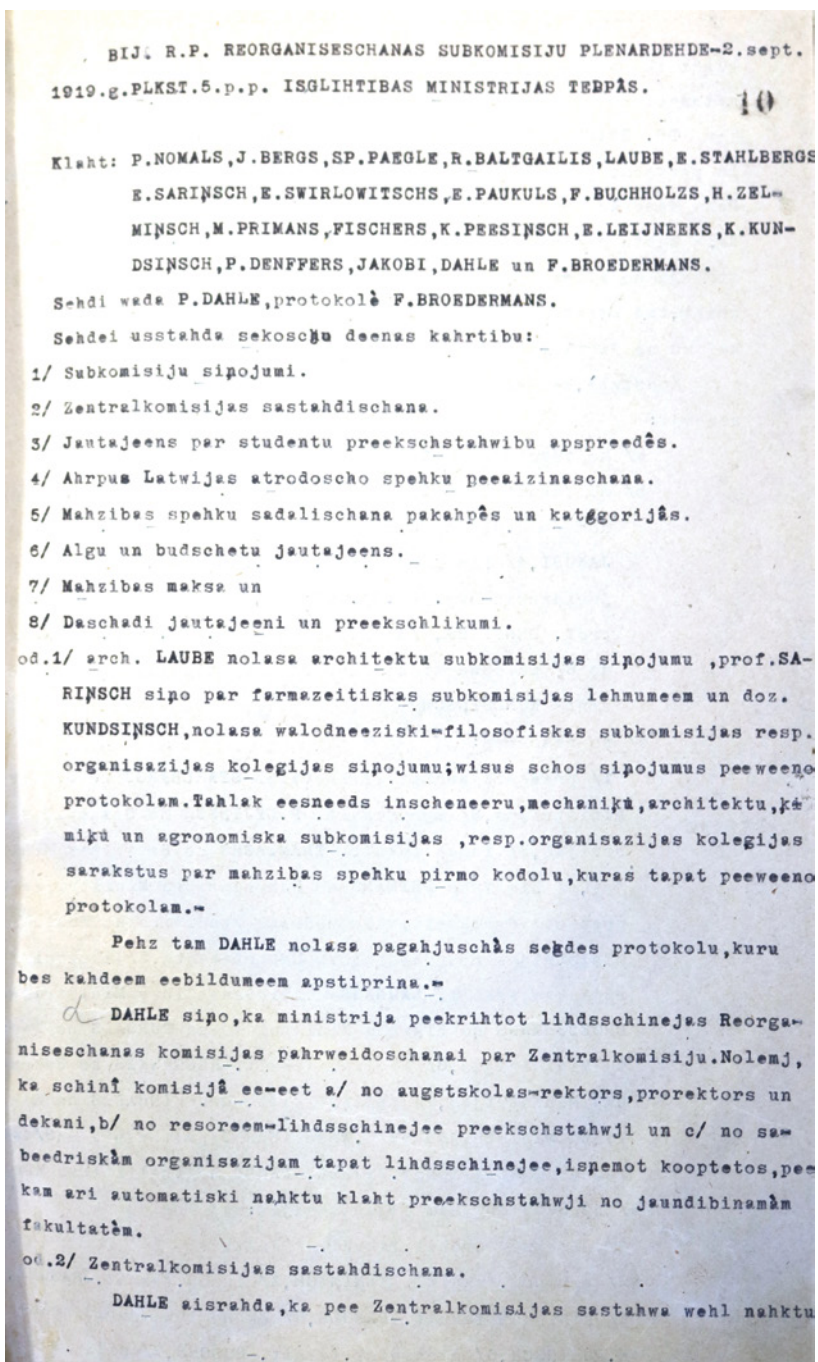 BIJ. R.P. REORGANISESCHANAS SUBKOMISIJU PLENARDEHDE-2.sept.
1919.g.PLKST.5.p.p. ISGLIHTIBAS MINISTRIJAS TEBPÂS.
10
Klaht: P.NOMALS,J.BERGS,SP.PAEGLE,R.BALTGAILIS,LAUBE,E.STAHLBERGS
E.SARIŅSCH,E.SWIRLOWITSCHS,E.PAUKULS,F.BUCHHOLZS,H.ZEL-
MIŅSCH,M.PRIMANS,FISCHERS,K.PEESIŅSCH,E.LEIJNEEKS,K.KUN-
DSIŅSCH,P.DENFFERS,JAKOBI,DAHLE un F.BROEDERMANS.
Sehdi wada P.DAHLE,protokolè F.BROEDERMANS.
Sehdei usstahda sekoschu deenas kahrtibu:
1/ Subkomisiju siņojumi.
2/ Zentralkomisijas sastahdischana.
3/ Jautajeens par studentu preekschstahwibu apspreedês.
4/ Ahrpus Latwijas atrodoscho spehku peeaizinaschana.
5/ Mahzibas spehku sadalischana pakahpês un kategorijâs.
6/ Algu un budschetu jautajeens.
7/ Mahzibas maksa un
8/ Daschadi jautajeeni un preekschlikumi.
od.1/ arch. LAUBE nolasa architektu subkomisijas siņojumu ,prof.SA-
RIŅSCH siņo par farmazeitiskas subkomisijas lehmumeem un doz.
KUNDSIŅSCH,nolasa walodneeziski-filosofiskas subkomisijas resp.
organisazijas kolegijas siņojumu;wisus schos siņojumus peeweeno
protokolam.Tahlak eesneeds inscheneeru,mechaniķu,architektu,ķi
miķu un agronomiska subkomisijas ,resp.organisazijas kolegijas
sarakstus par mahzibas spehku pirmo kodolu,kuras tapat peeweeno
protokolam.-
Pehz tam DAHLE nolasa pagahjuschàs sehdes protokolu,kuru
bes kahdeem eebildumeem apstiprina.-
DAHLE siņo,ka ministrija peekrihtot lihdsschinejas Reorga-
niseschanas komisijas pahrweidoschanai par Zentralkomisiju.Nolemj,
ka schinî komisijâ ee-eet a/ no augstskolas-rektors,prorektors un
dekani,b/ no resoreem-lihdsschinejee preekschstahwji un c/ no sa-
beedriskàm organisazijam tapat lihdsschinejee,isņemot kooptetos,pee
kam ari automatiski nahktu klaht preekschstahwji no jaundibinamàm
fakultatèm.
od.2/ Zentralkomisijas sastahdischana.
DAHLE aisrahda,ka pee Zentralkomisijas sastahwa wehl nahktu